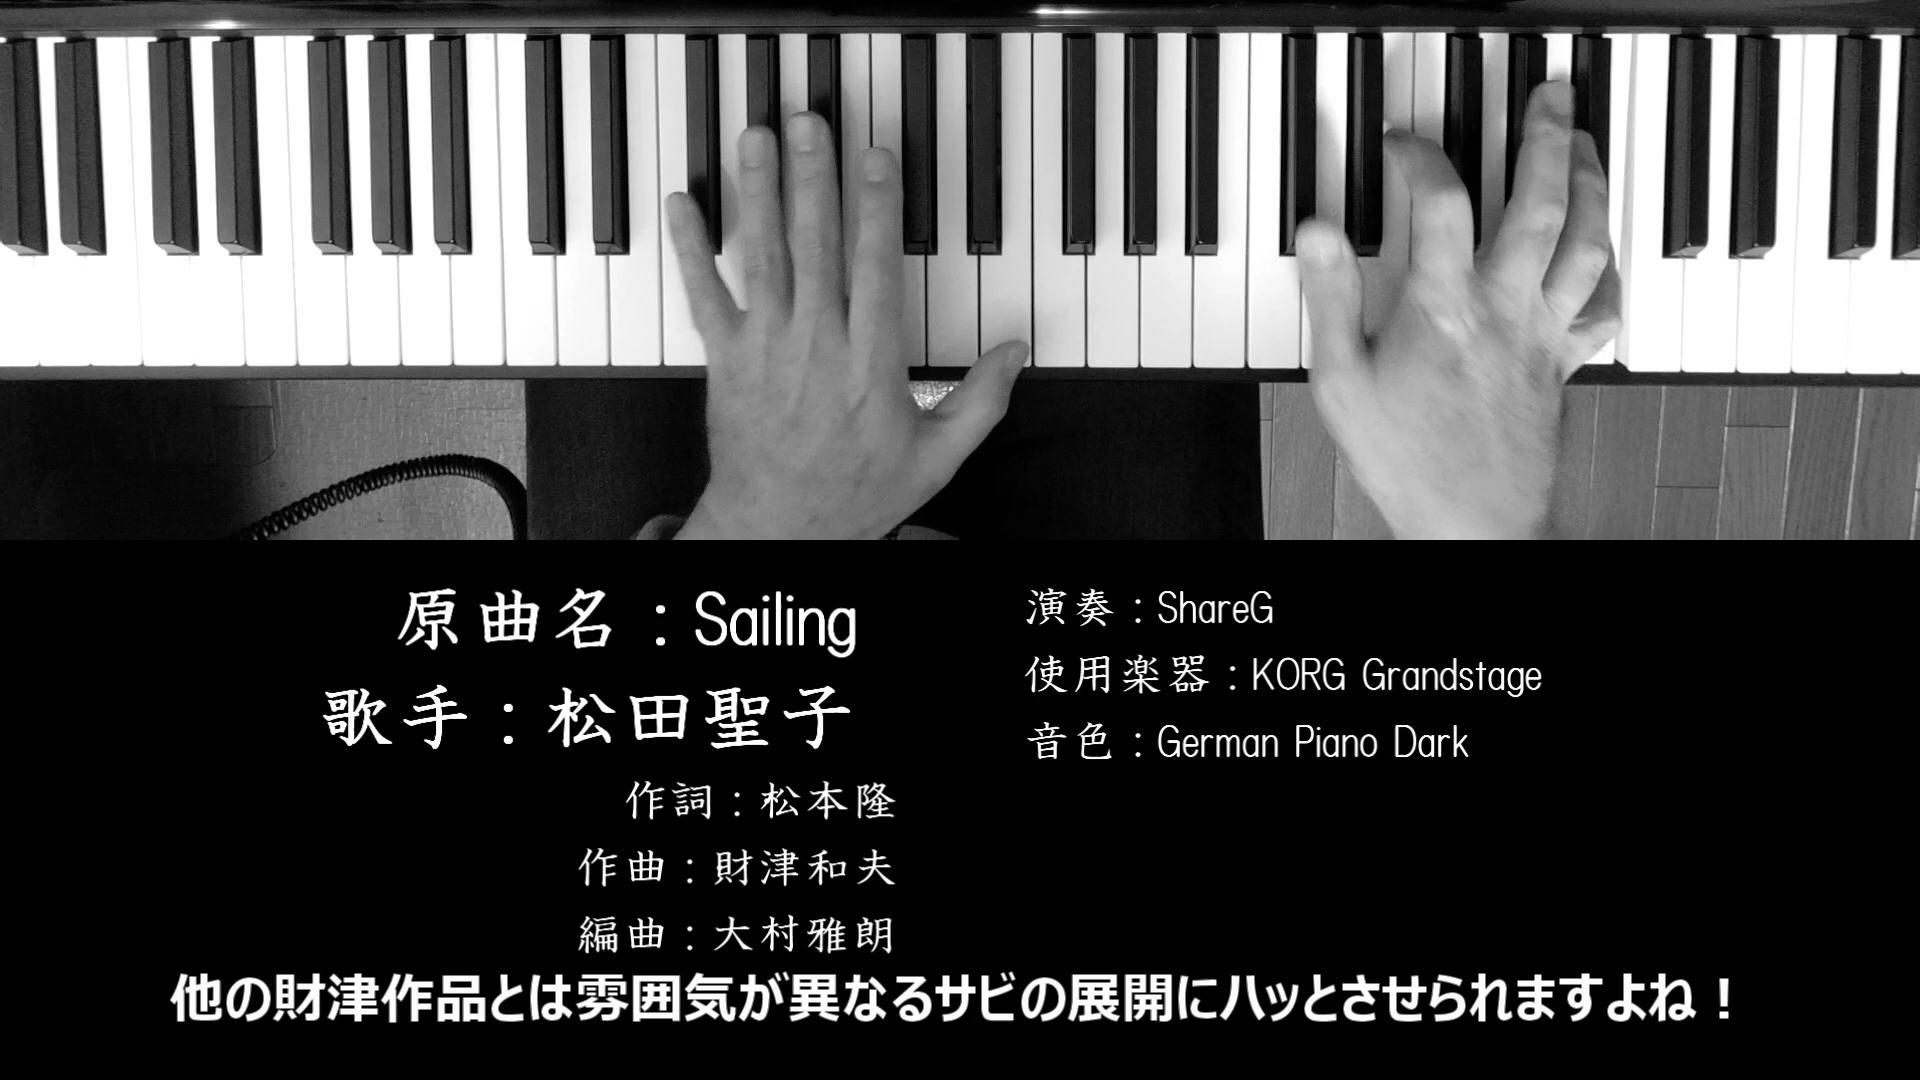 原曲名：Sailing
歌手：松田聖子
作詞：松本隆
作曲：財津和夫
編曲：大村雅朗
演奏：ShareG
使用楽器：KORG Grandstage
音色：German Piano Dark
他の財津作品とは雰囲気が異なるサビの展開にハッとさせられますよね！